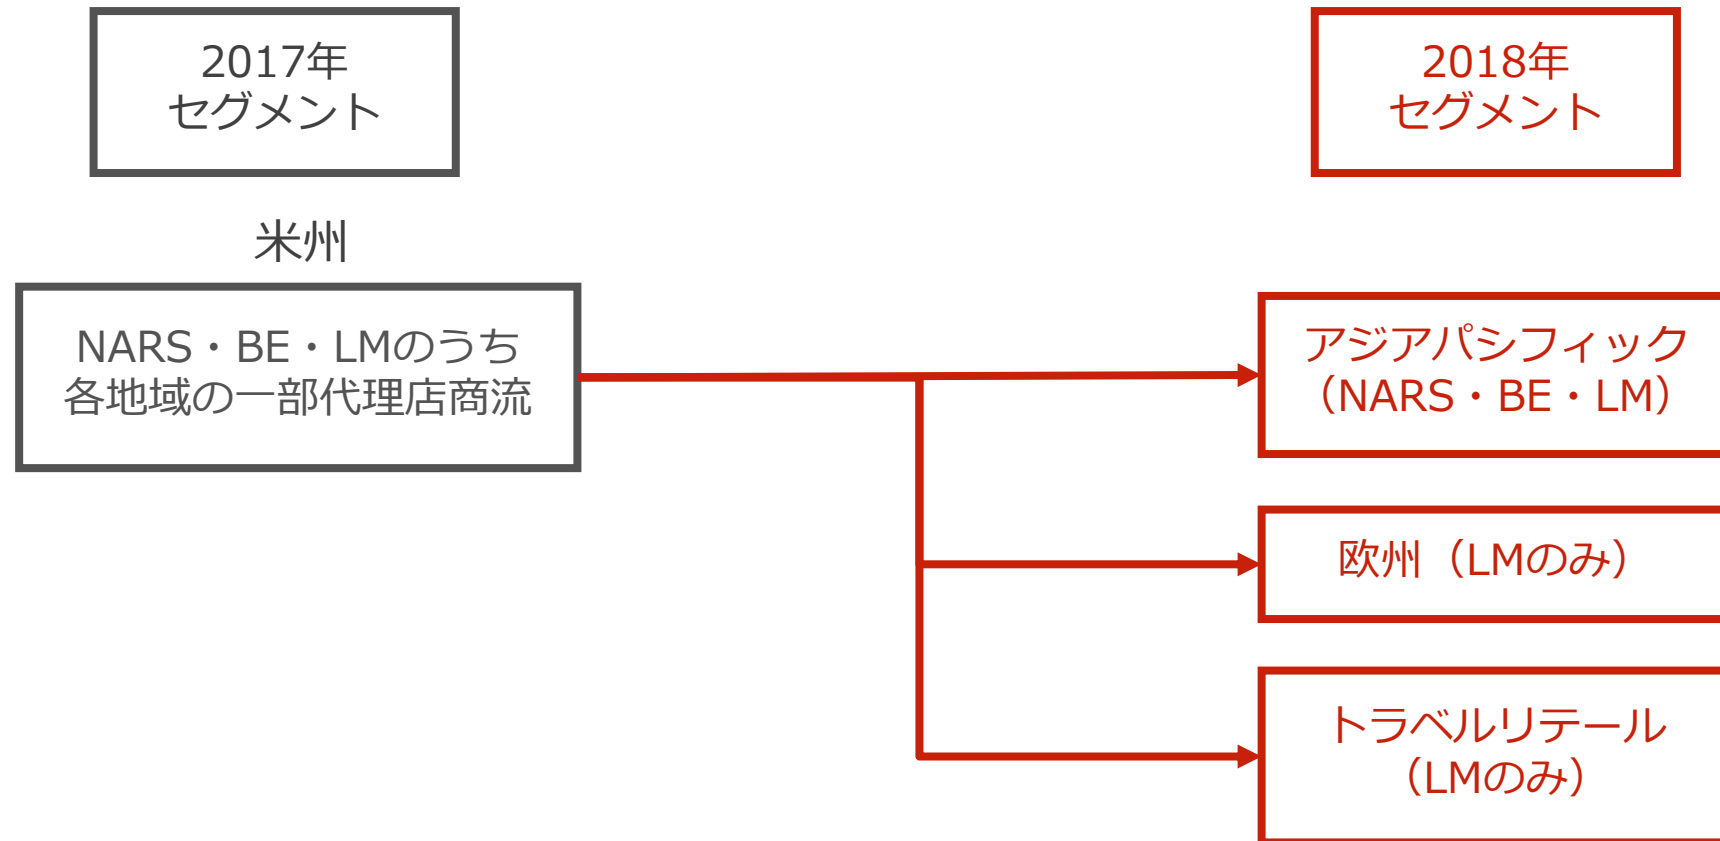 2017年
セグメント
2018年
セグメント
米州
NARS・BE・LMのうち
各地域の一部代理店商流
アジアパシフィック
（NARS・BE・LM）
欧州（LMのみ）
トラベルリテール
（LMのみ）